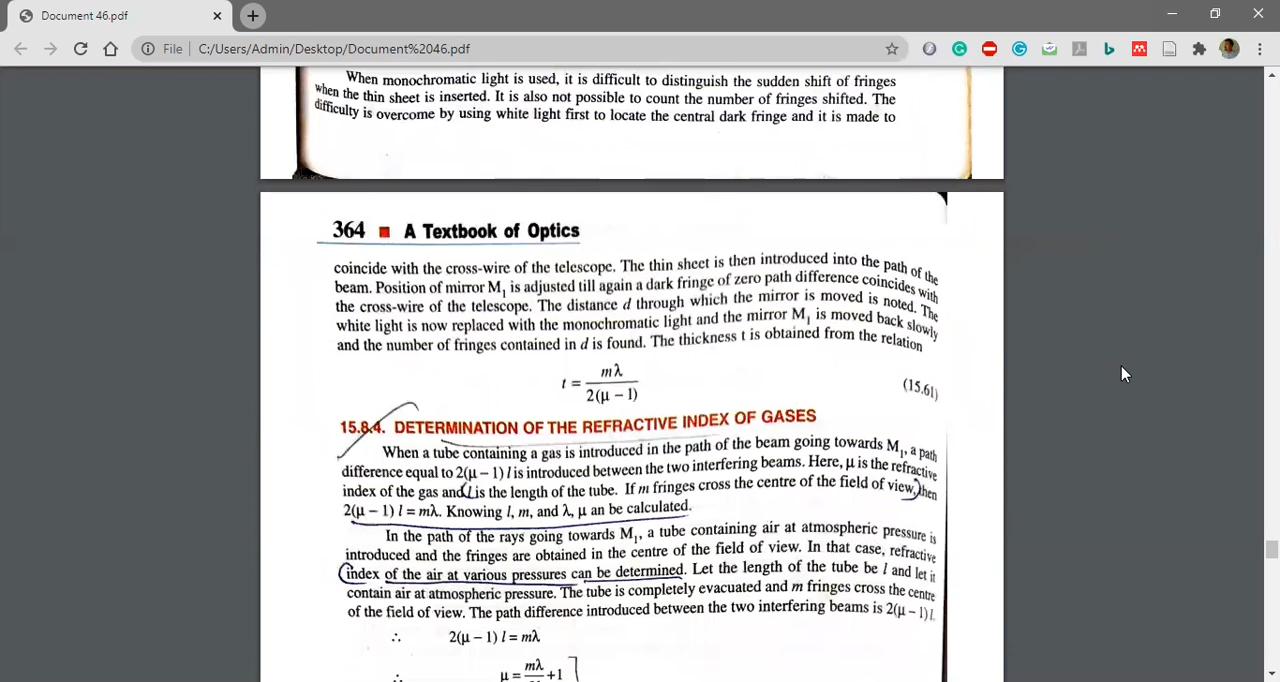 Document 46.pdf
File
C:/Users/Admin/Desktop/Document%2046.pdf
When monochromatic light is used, it is difficult to distinguish the sudden shift of fringes
when the thin sheet is inserted. It is also not possible to count the number of fringes shifted. The
difficulty is overcome by using white light first to locate the central dark fringe and it is made to
364 ■ A Textbook of Optics
coincide with the cross-wire of the telescope. The thin sheet is then introduced into the path of the
beam. Position of mirror M₁ is adjusted till again a dark fringe of zero path difference coincides with
the cross-wire of the telescope. The distance d through which the mirror is moved is noted. The
white light is now replaced with the monochromatic light and the mirror M₁ is moved back slowly
and the number of fringes contained in d is found. The thickness t is obtained from the relation
t = mλ / 2(μ – 1) (15.61)
15.8.4. DETERMINATION OF THE REFRACTIVE INDEX OF GASES
When a tube containing a gas is introduced in the path of the beam going towards M₁, a path
difference equal to 2(μ – 1) l is introduced between the two interfering beams. Here, μ is the refractive
index of the gas and l is the length of the tube. If m fringes cross the centre of the field of view, then
2(μ – 1) l = mλ. Knowing l, m, and λ, μ an be calculated.
In the path of the rays going towards M₁, a tube containing air at atmospheric pressure is
introduced and the fringes are obtained in the centre of the field of view. In that case, refractive
index of the air at various pressures can be determined. Let the length of the tube be l and let it
contain air at atmospheric pressure. The tube is completely evacuated and m fringes cross the centre
of the field of view. The path difference introduced between the two interfering beams is 2(μ – 1) l.
∴ 2(μ – 1) l = mλ
∴ μ = mλ +1